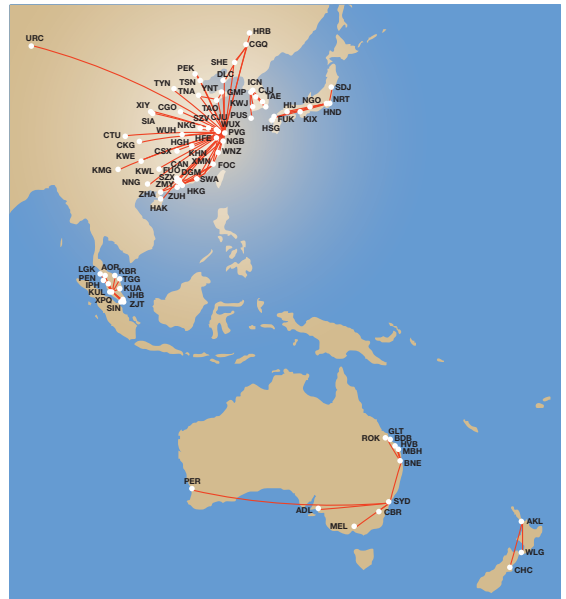 HRB
URC
CGQ
SHE
PEK
DLC
TSN
ICN
TYN
TNA
YNT
CJJ
SDJ
GMP
TAE
XIY
CGO
TAO
KWJ
NGO
NRT
SIA
SZV
CJU
PUS
HIJ
HND
NKG
WUX
FUK
KIX
HSG
CTU
WUH
HFE
PVG
CKG
HGH
NGB
KWE
CSX
KHN
WNZ
XMN
FOC
KMG
KWL
CAN
FUO
DGM
SZX
SWA
NNG
ZMY
HKG
ZHA
ZUH
HAK
LGK
AOR
KBR
PEN
TGG
IPH
KUA
KUL
JHB
XPQ
SIN
ZJT
GLT
ROK
BDB
HVB
MBH
BNE
PER
SYD
ADL
CBR
MEL
AKL
WLG
CHC